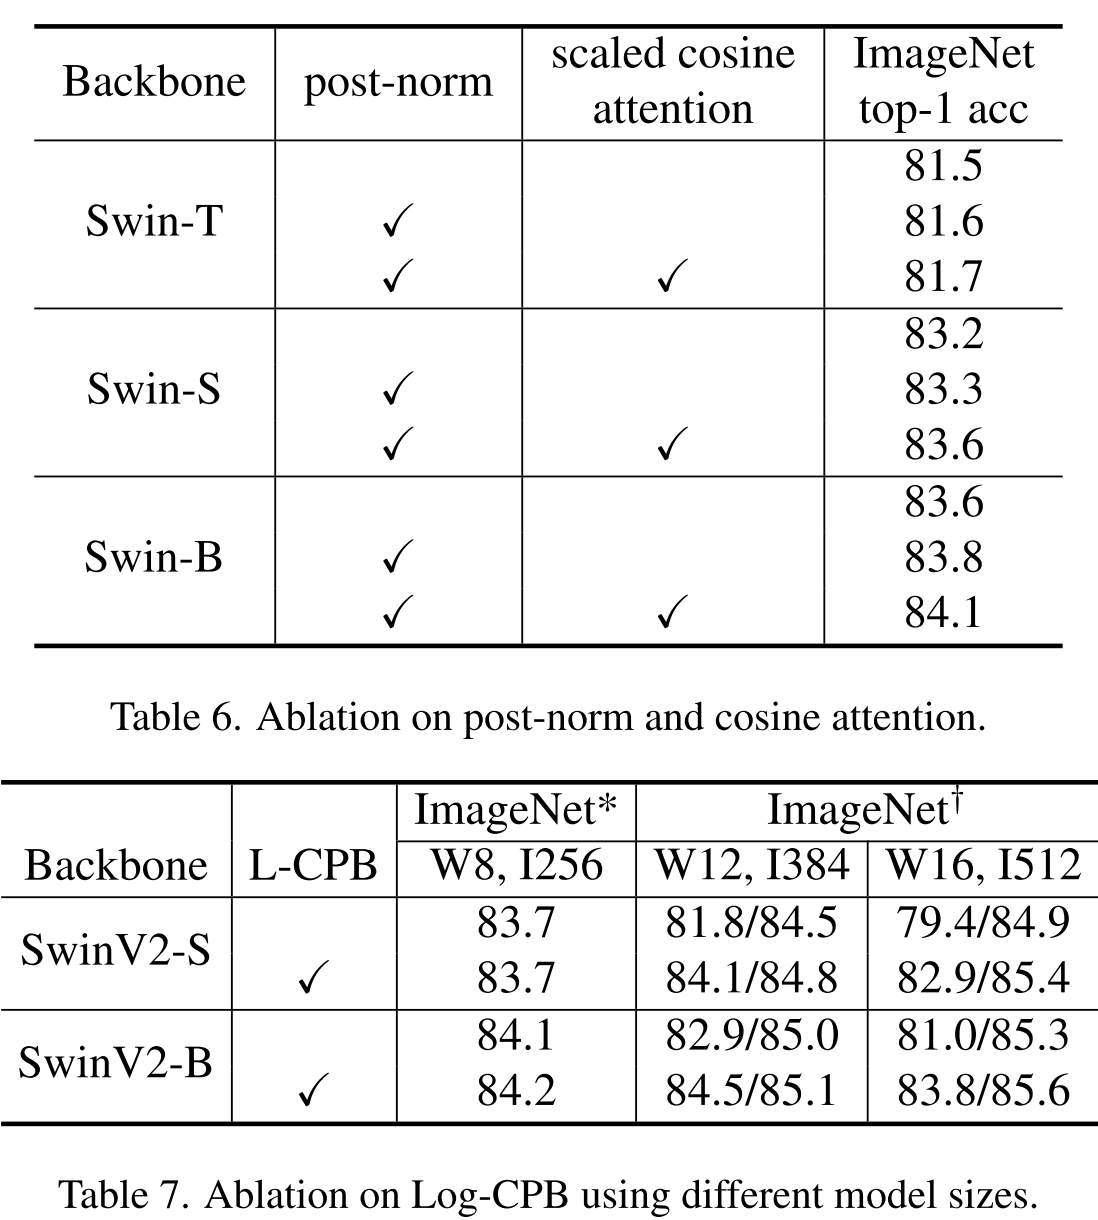 Backbone post-norm scaled cosine attention ImageNet top-1 acc
81.5
Swin-T ✓ 81.6
✓ ✓ 81.7
83.2
Swin-S ✓ 83.3
✓ ✓ 83.6
83.6
Swin-B ✓ 83.8
✓ ✓ 84.1
Table 6. Ablation on post-norm and cosine attention.
ImageNet* ImageNet†
Backbone L-CPB W8, I256 W12, I384 W16, I512
SwinV2-S 83.7 81.8/84.5 79.4/84.9
✓ 83.7 84.1/84.8 82.9/85.4
SwinV2-B 84.1 82.9/85.0 81.0/85.3
✓ 84.2 84.5/85.1 83.8/85.6
Table 7. Ablation on Log-CPB using different model sizes.